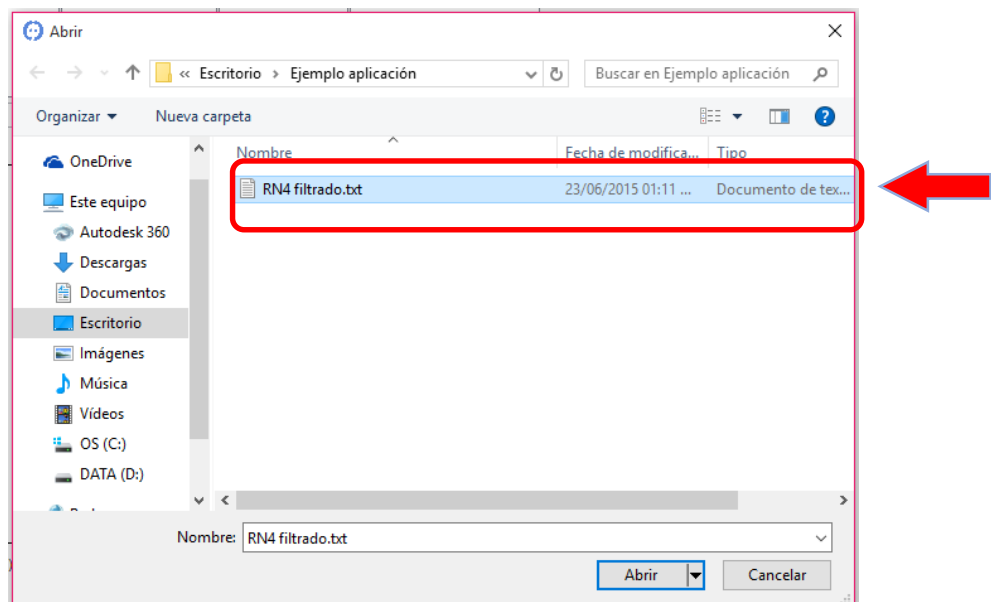 Abrir
« Escritorio > Ejemplo aplicación
Buscar en Ejemplo aplicación
Organizar
Nueva carpeta
Nombre
Fecha de modifica...
Tipo
RN4 filtrado.txt
23/06/2015 01:11 ...
Documento de tex...
OneDrive
Este equipo
Autodesk 360
Descargas
Documentos
Escritorio
Imágenes
Música
Vídeos
OS (C:)
DATA (D:)
Nombre:
RN4 filtrado.txt
Abrir
Cancelar